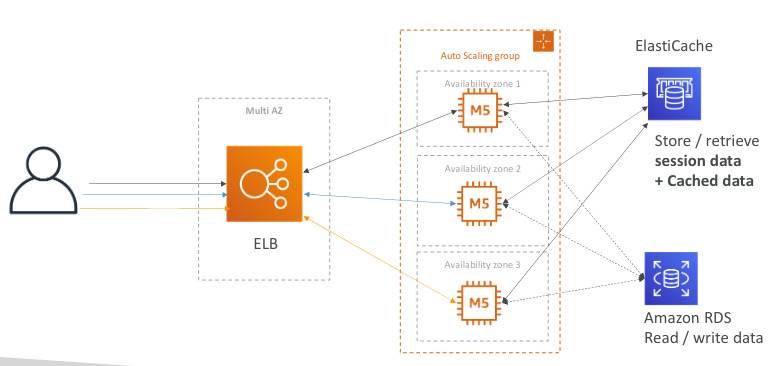 ElastiCache
Auto Scaling group
Availability zone 1
M5
Multi AZ
Store / retrieve
session data
+ Cached data
Availability zone 2
M5
ELB
Availability zone 3
M5
Amazon RDS
Read / write data